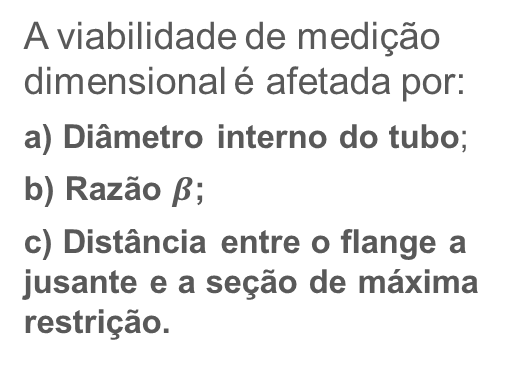 A viabilidade de medição
dimensional é afetada por:
a) Diâmetro interno do tubo;
b) Razão β;
c) Distância entre o flange a
jusante e a seção de máxima
restrição.